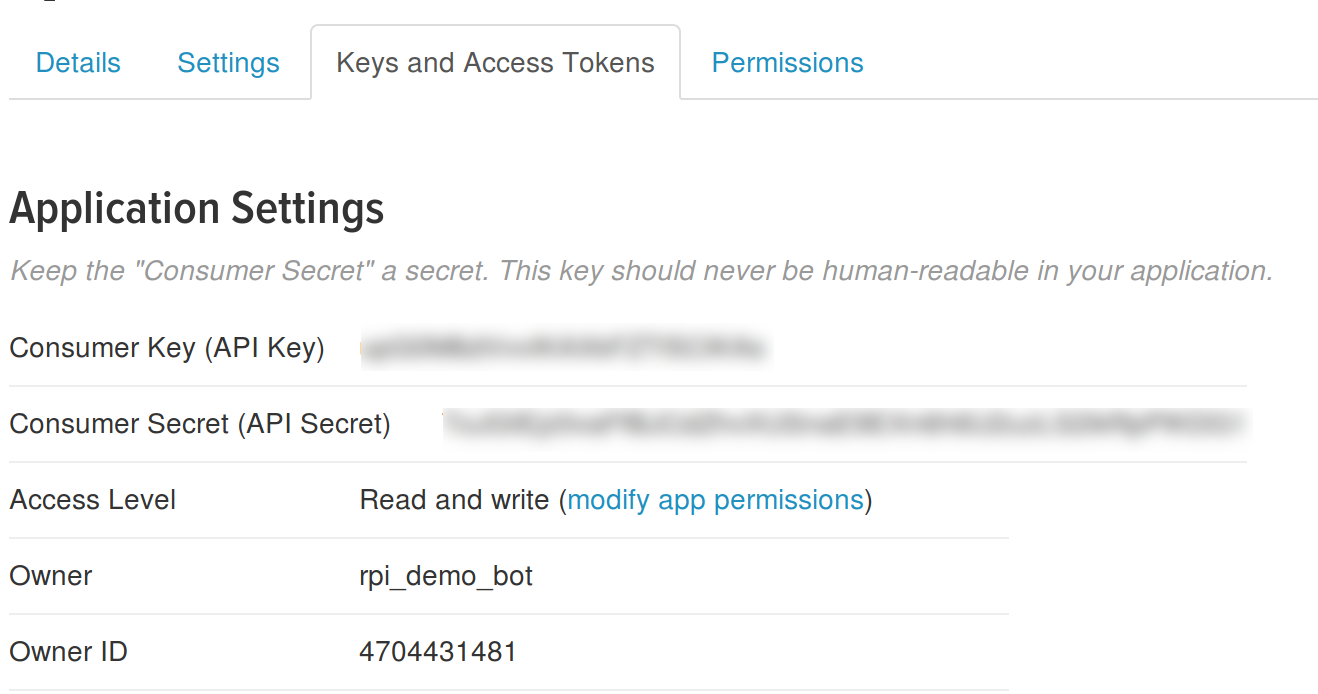 Details Settings Keys and Access Tokens Permissions
Application Settings
Keep the "Consumer Secret" a secret. This key should never be human-readable in your application.
Consumer Key (API Key)
Consumer Secret (API Secret)
Access Level Read and write (modify app permissions)
Owner rpi_demo_bot
Owner ID 4704431481